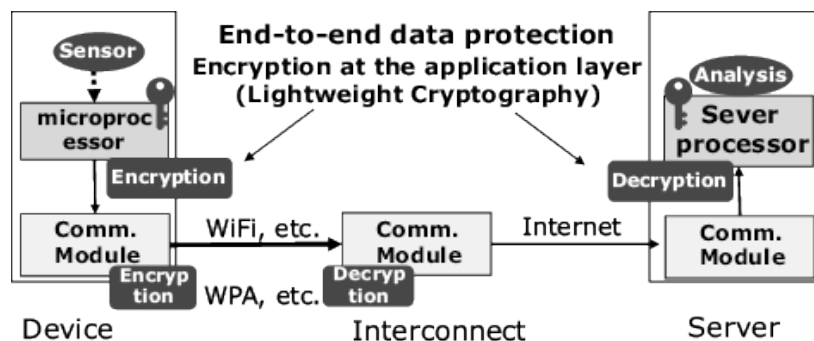 End-to-end data protection
Encryption at the application layer
(Lightweight Cryptography)
Sensor
microproc
essor
Encryption
Comm.
Module
Encryp
tion
WiFi, etc.
WPA, etc.
Comm.
Module
Decryp
tion
Internet
Analysis
Sever
processor
Decryption
Comm.
Module
Device
Interconnect
Server